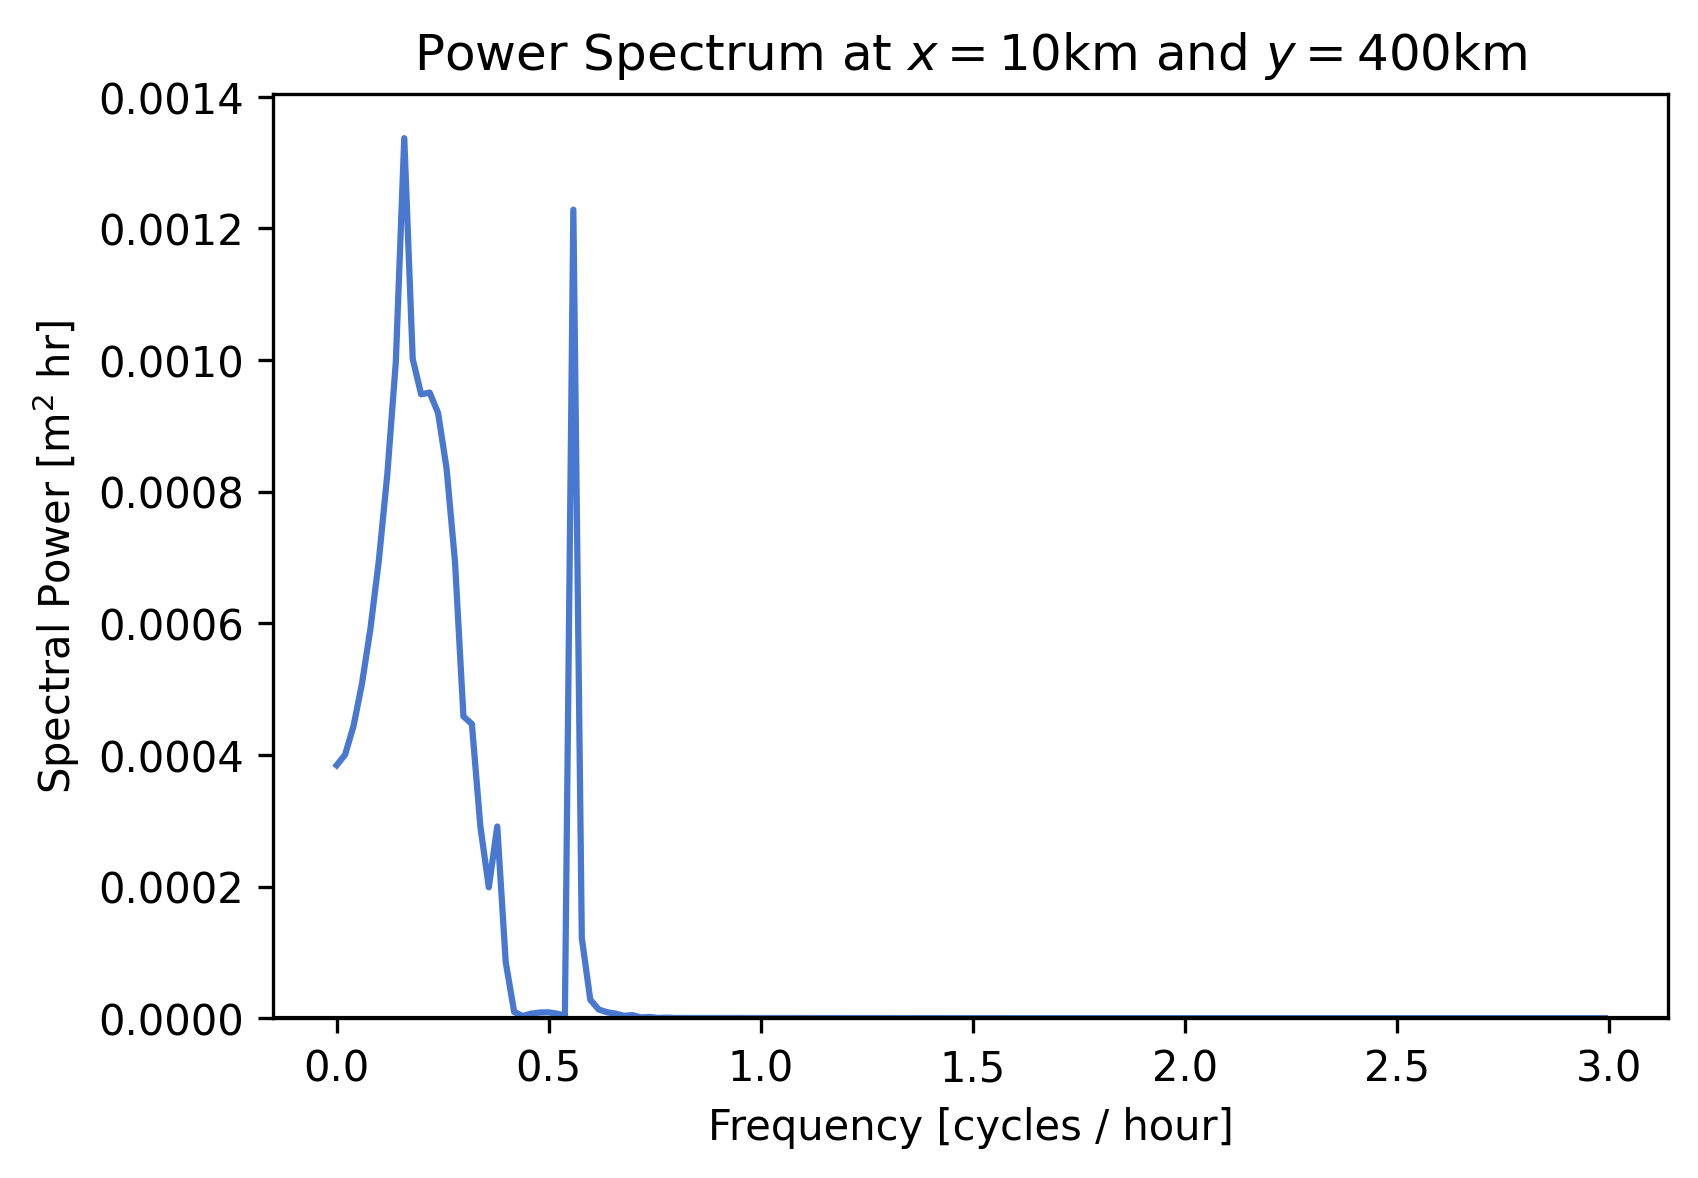 Power Spectrum at x = 10km and y = 400km
0.0014
0.0012
0.0010
0.0008
0.0006
0.0004
0.0002
0.0000
Spectral Power [m² hr]
0.0 0.5 1.0 1.5 2.0 2.5 3.0
Frequency [cycles / hour]